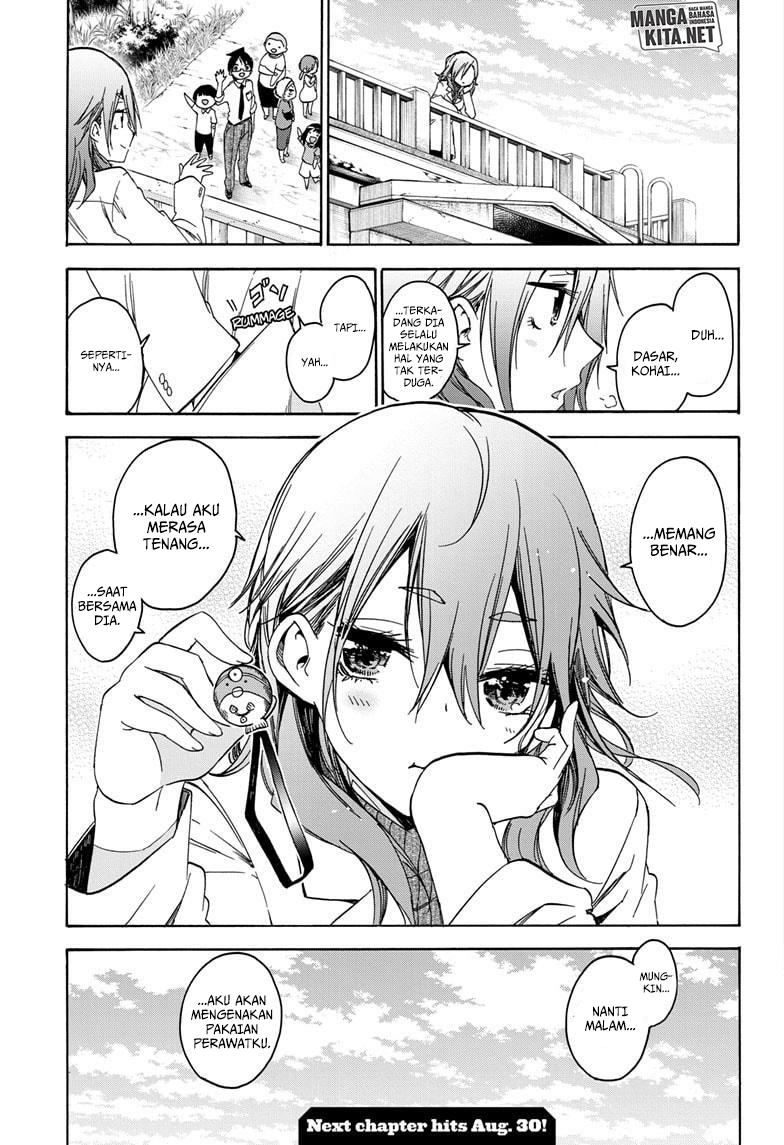 MANGA
KITA.NET
BACA MANGA
BAHASA
INDONESIA
DUH...
DASAR,
KOHAI...
...TERKA-
DANG DIA
SELALU
MELAKUKAN
HAL YANG
TAK TER-
DUGA.
TAPI...
YAH...
ゴソ
RUMMAGE
SEPERTI-
NYA...
...MEMANG
BENAR...
...KALAU AKU
MERASA
TENANG...
...SAAT
BERSAMA
DIA.
MUNG-
KIN...
NANTI
MALAM...
...AKU AKAN
MENGENAKAN
PAKAIAN
PERAWATKU.
Next chapter hits Aug. 30!